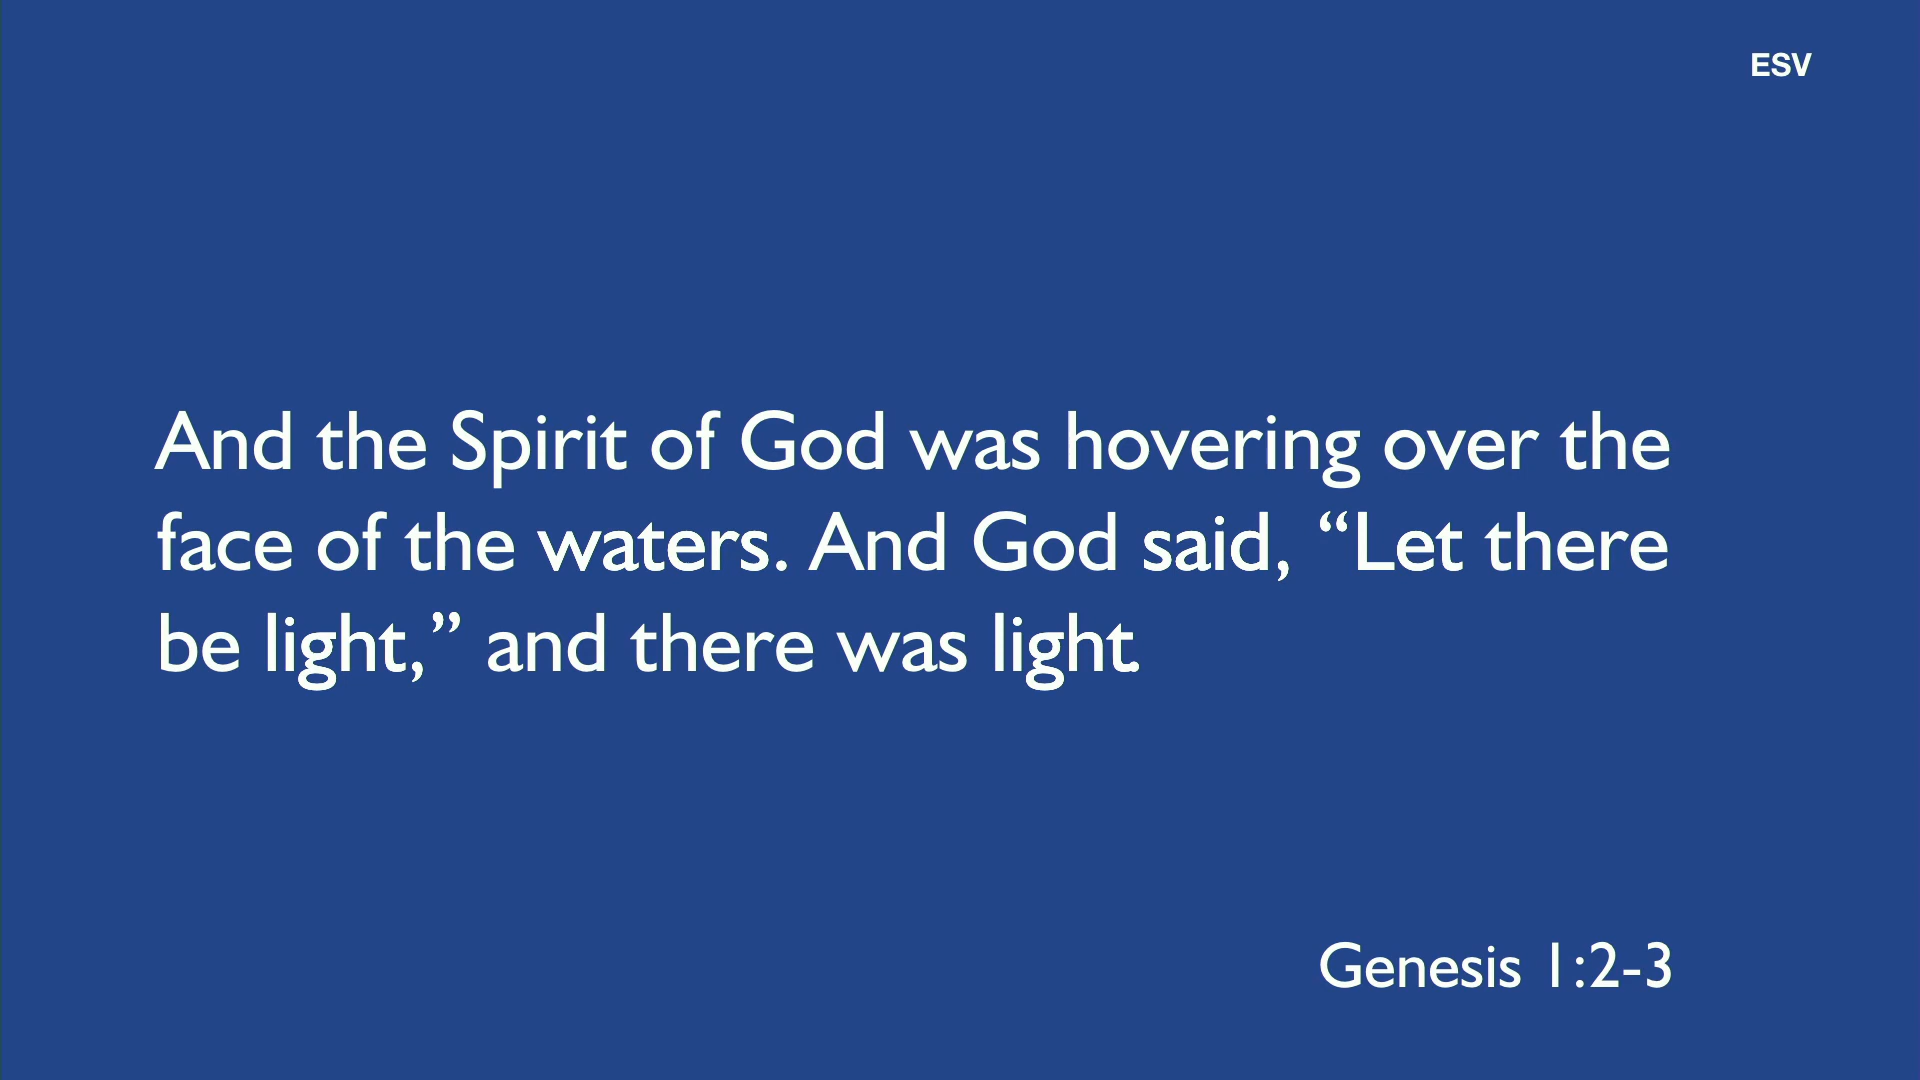 ESV
And the Spirit of God was hovering over the
face of the waters. And God said, “Let there
be light,” and there was light.
Genesis 1:2-3